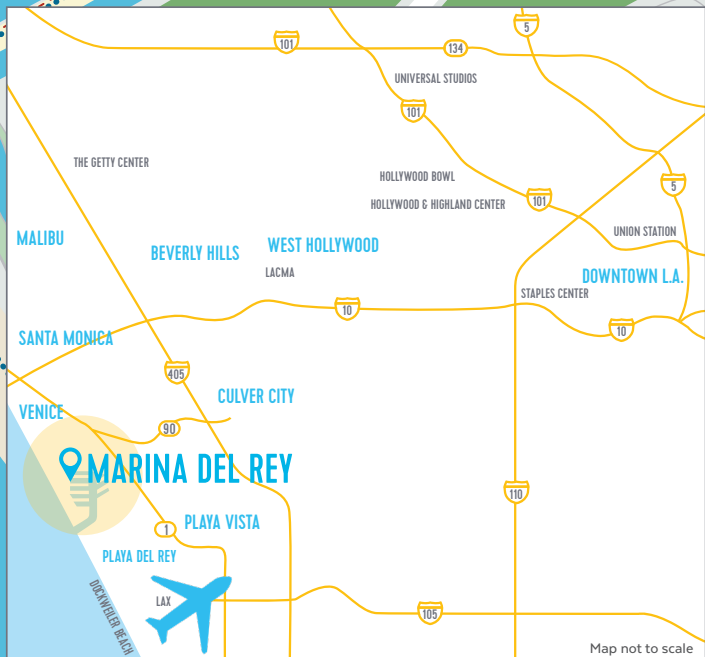 5
101
134
UNIVERSAL STUDIOS
101
THE GETTY CENTER
HOLLYWOOD BOWL
5
HOLLYWOOD & HIGHLAND CENTER
101
UNION STATION
MALIBU
BEVERLY HILLS
WEST HOLLYWOOD
LACMA
DOWNTOWN L.A.
STAPLES CENTER
10
10
SANTA MONICA
405
CULVER CITY
VENICE
90
MARINA DEL REY
110
1
PLAYA VISTA
PLAYA DEL REY
LAX
DOCKWEILER BEACH
105
Map not to scale